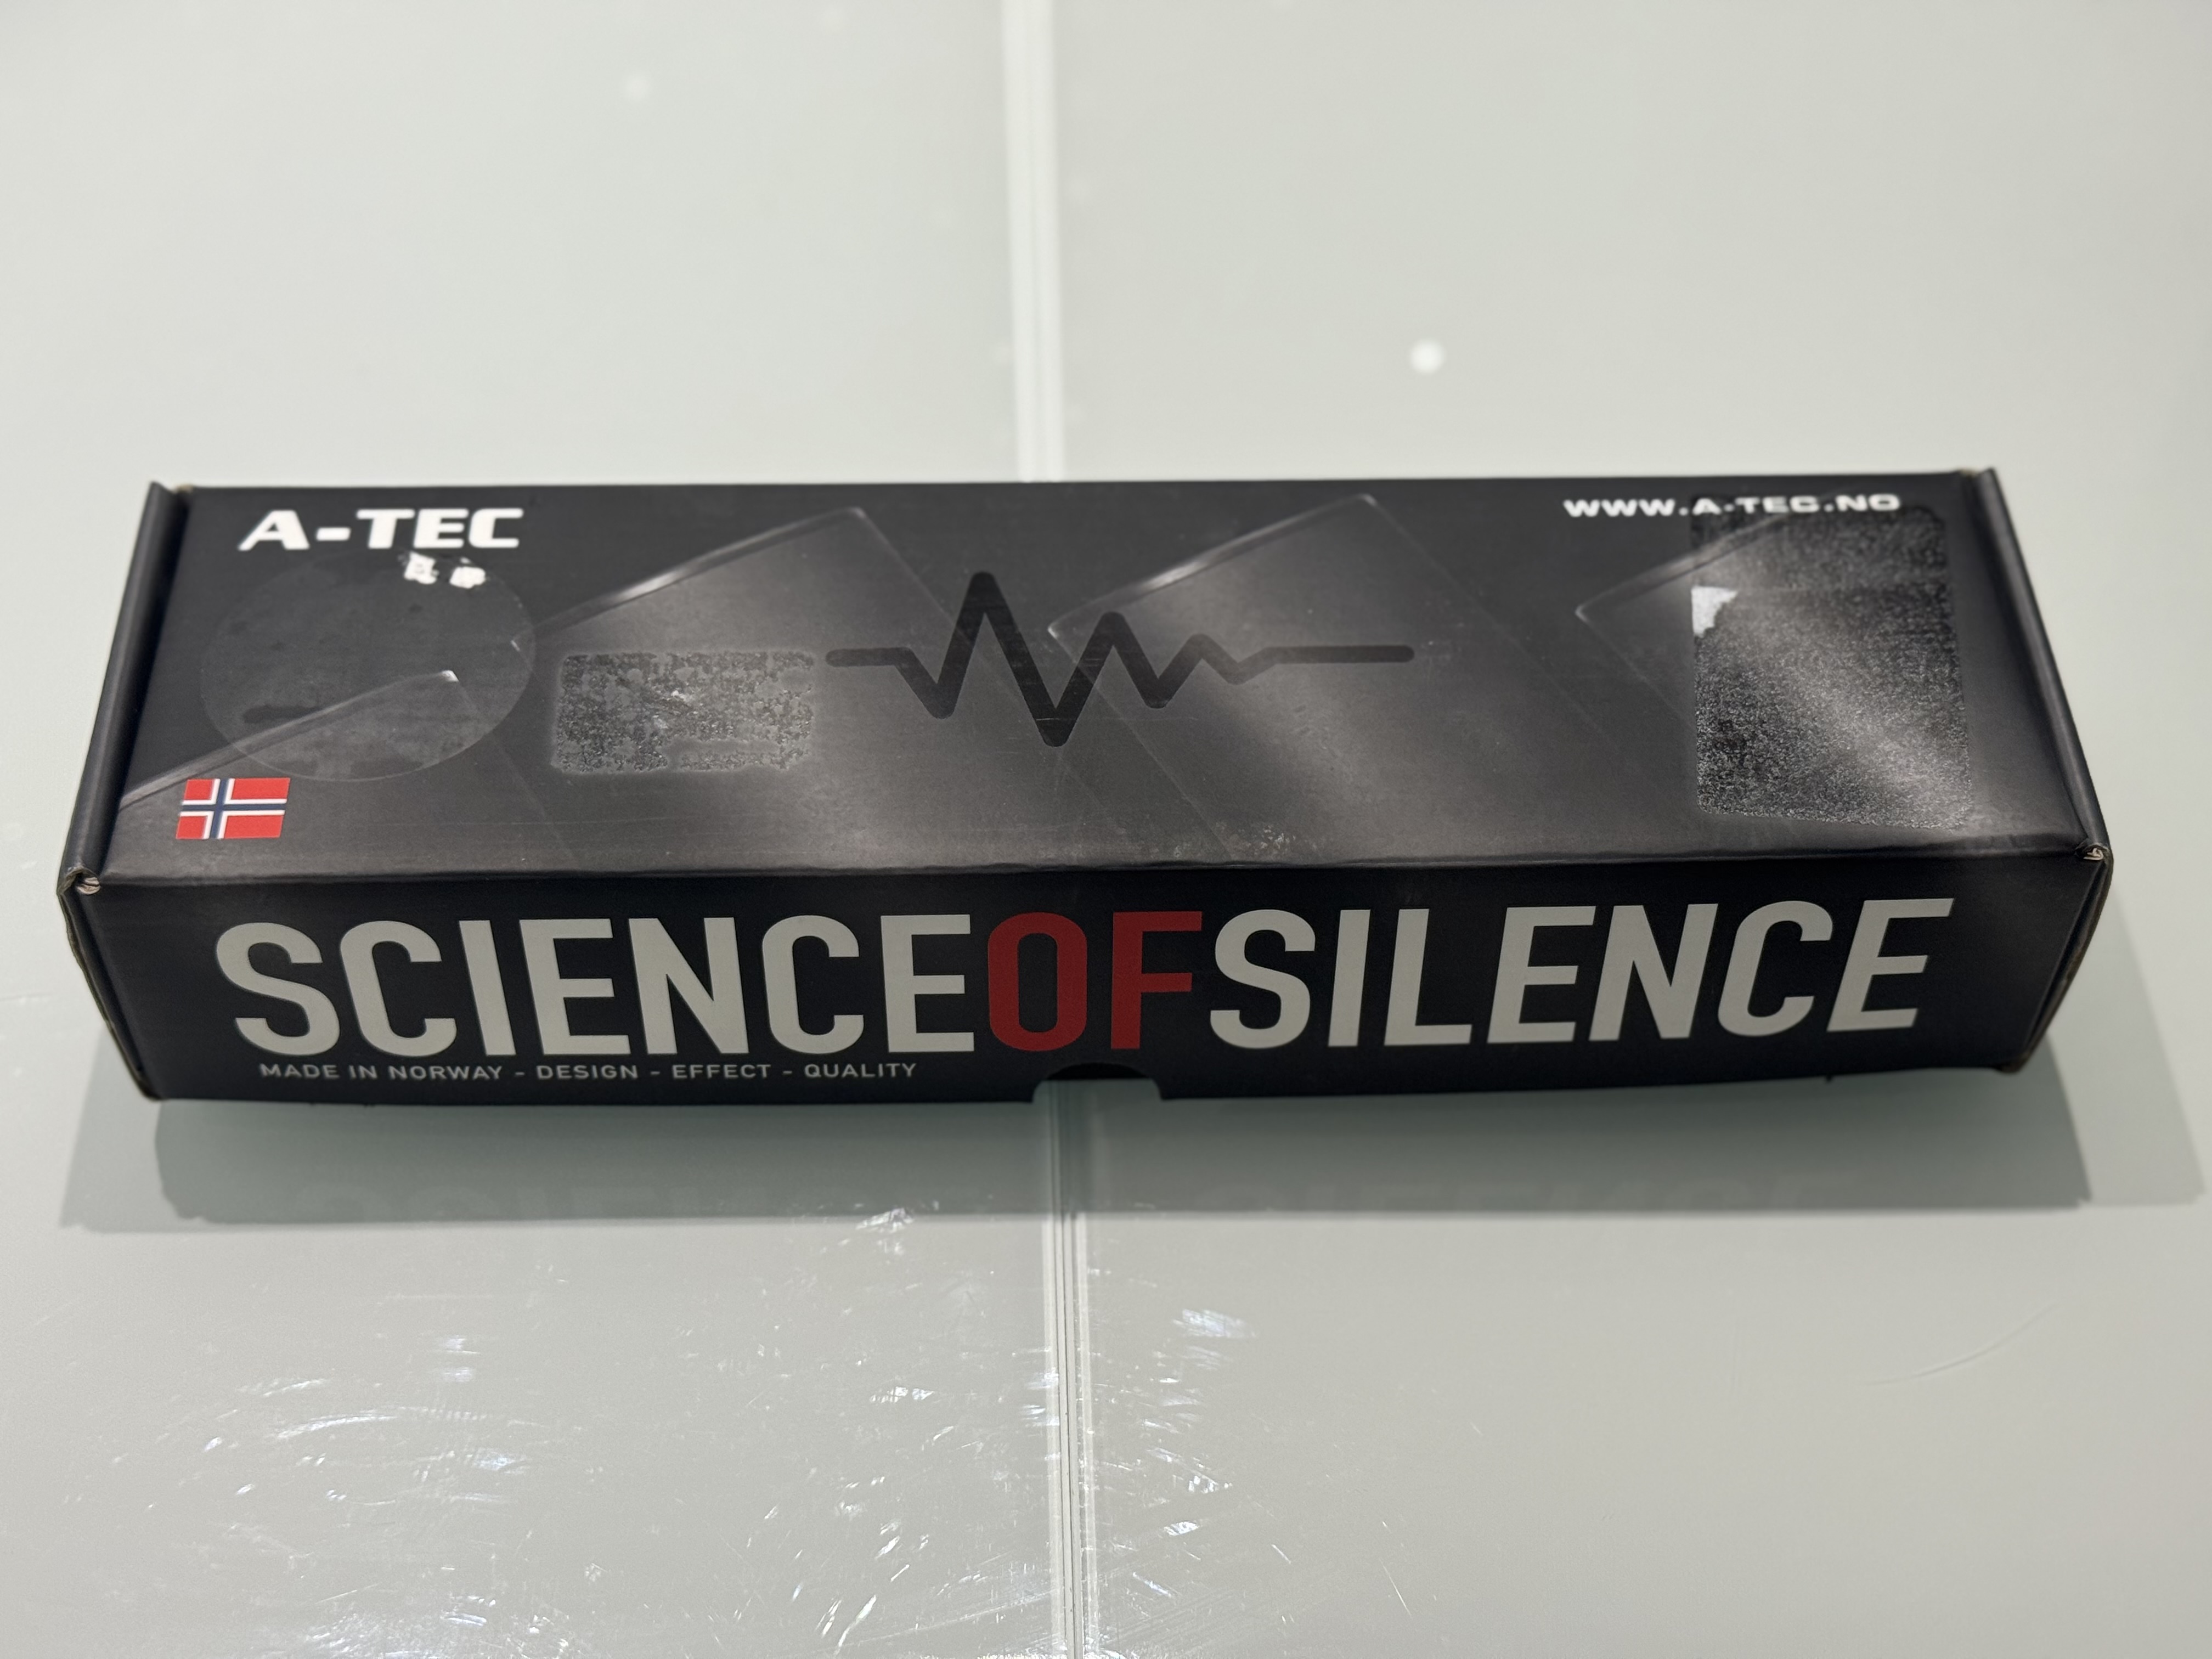 A-TEC
WWW.A-TEC.NO
SCIENCEOFSILENCE
MADE IN NORWAY - DESIGN - EFFECT - QUALITY